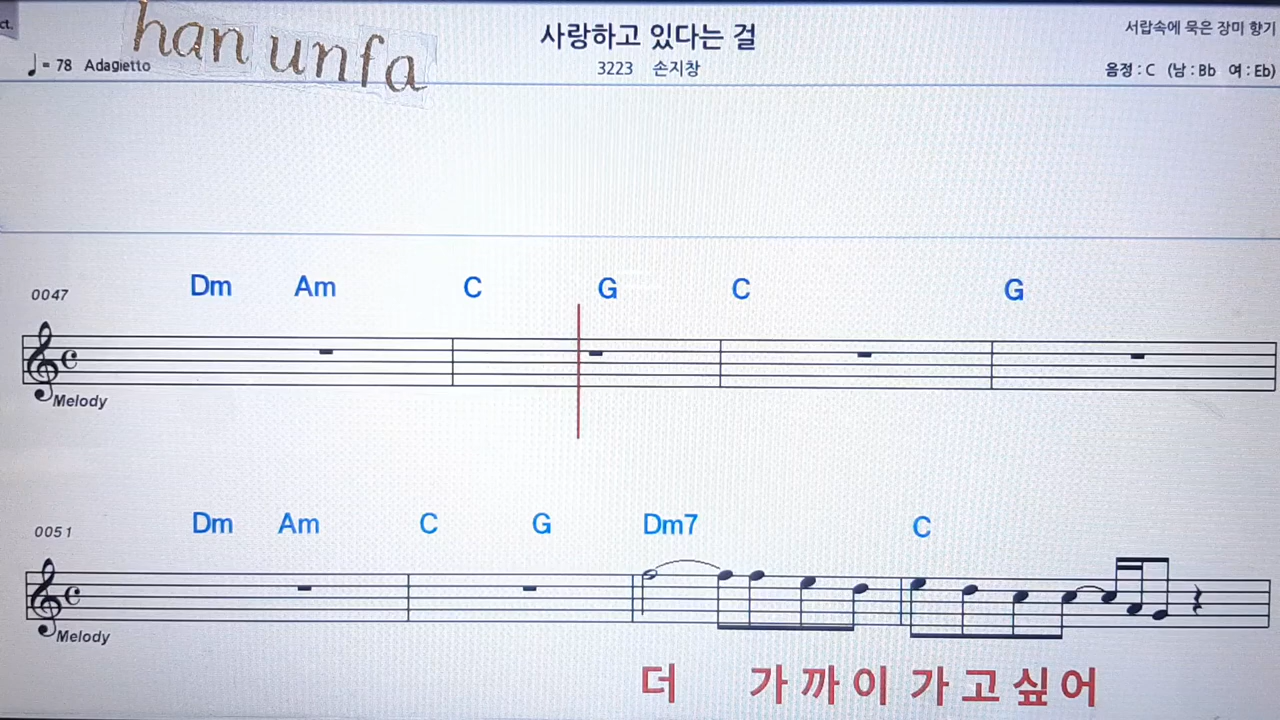 ct.
han unfa
사랑하고 있다는 걸
서랍속에 묵은 장미 향기
♩= 78 Adagietto
3223 손지창
음정 : C (남 : Bb 여 : Eb)
Dm Am C G C G
0047
Melody
Dm Am C G Dm7 C
0051
Melody
더 가까이 가고싶어